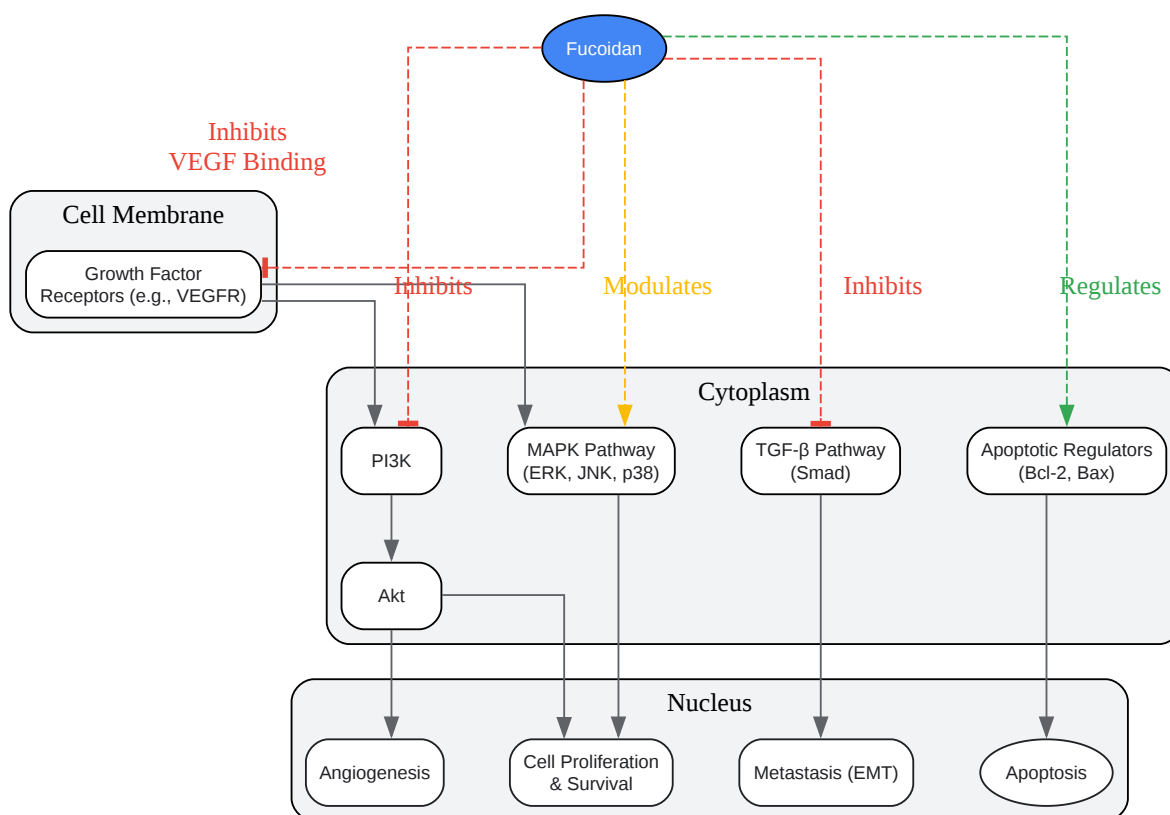 Fucoidan
Inhibits
VEGF Binding
Cell Membrane
Growth Factor
Receptors (e.g., VEGFR)
Inhibits
Modulates
Inhibits
Regulates
Cytoplasm
PI3K
MAPK Pathway
(ERK, JNK, p38)
TGF-β Pathway
(Smad)
Apoptotic Regulators
(Bcl-2, Bax)
Akt
Nucleus
Angiogenesis
Cell Proliferation
& Survival
Metastasis (EMT)
Apoptosis